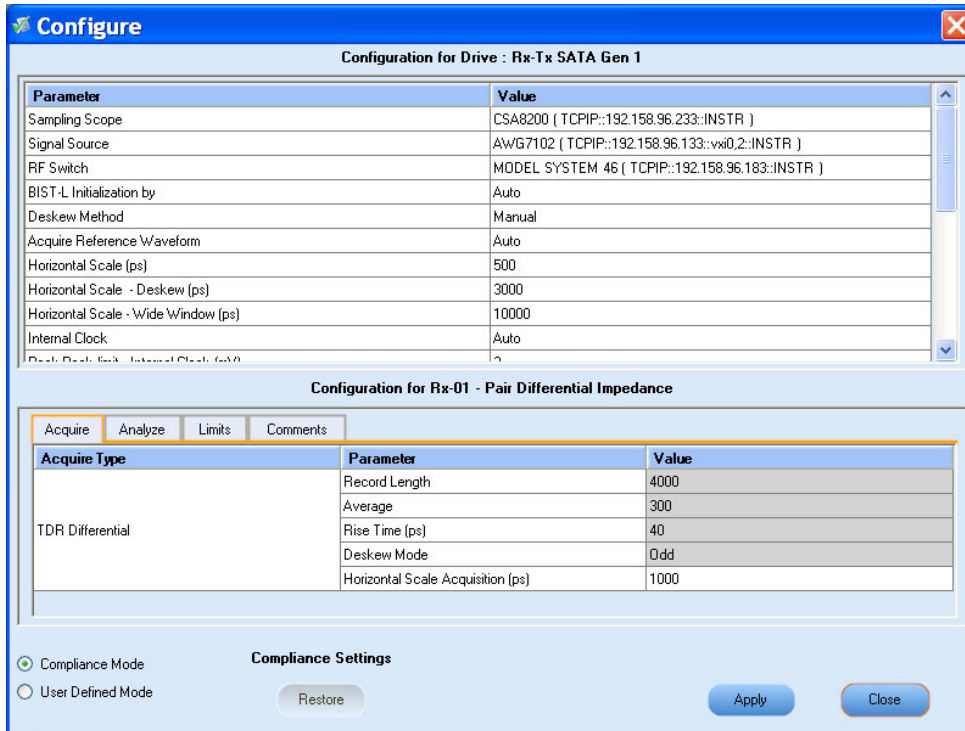 Configure
Configuration for Drive : Rx-Tx SATA Gen 1
Parameter Value
Sampling Scope CSA8200 ( TCPIP::192.158.96.233::INSTR )
Signal Source AWG7102 ( TCPIP::192.158.96.133::vxi0,2::INSTR )
RF Switch MODEL SYSTEM 46 ( TCPIP::192.158.96.183::INSTR )
BIST-L Initialization by Auto
Deskew Method Manual
Acquire Reference Waveform Auto
Horizontal Scale (ps) 500
Horizontal Scale - Deskew (ps) 3000
Horizontal Scale - Wide Window (ps) 10000
Internal Clock Auto
Configuration for Rx-01 - Pair Differential Impedance
Acquire Analyze Limits Comments
Acquire Type Parameter Value
TDR Differential
Record Length 4000
Average 300
Rise Time (ps) 40
Deskew Mode Odd
Horizontal Scale Acquisition (ps) 1000
Compliance Mode
User Defined Mode
Compliance Settings
Restore
Apply
Close